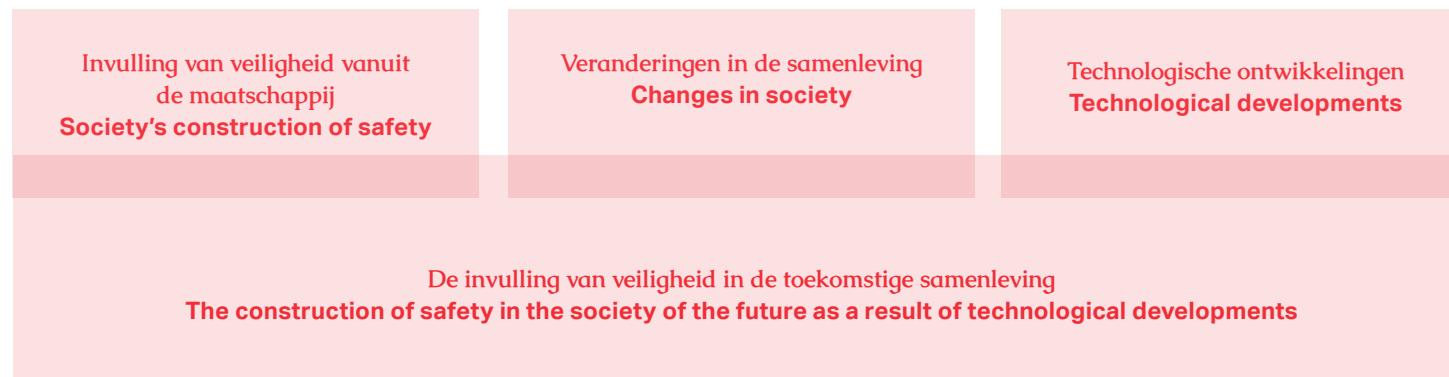 Invulling van veiligheid vanuit
de maatschappij
Society's construction of safety
Veranderingen in de samenleving
Changes in society
Technologische ontwikkelingen
Technological developments
De invulling van veiligheid in de toekomstige samenleving
The construction of safety in the society of the future as a result of technological developments